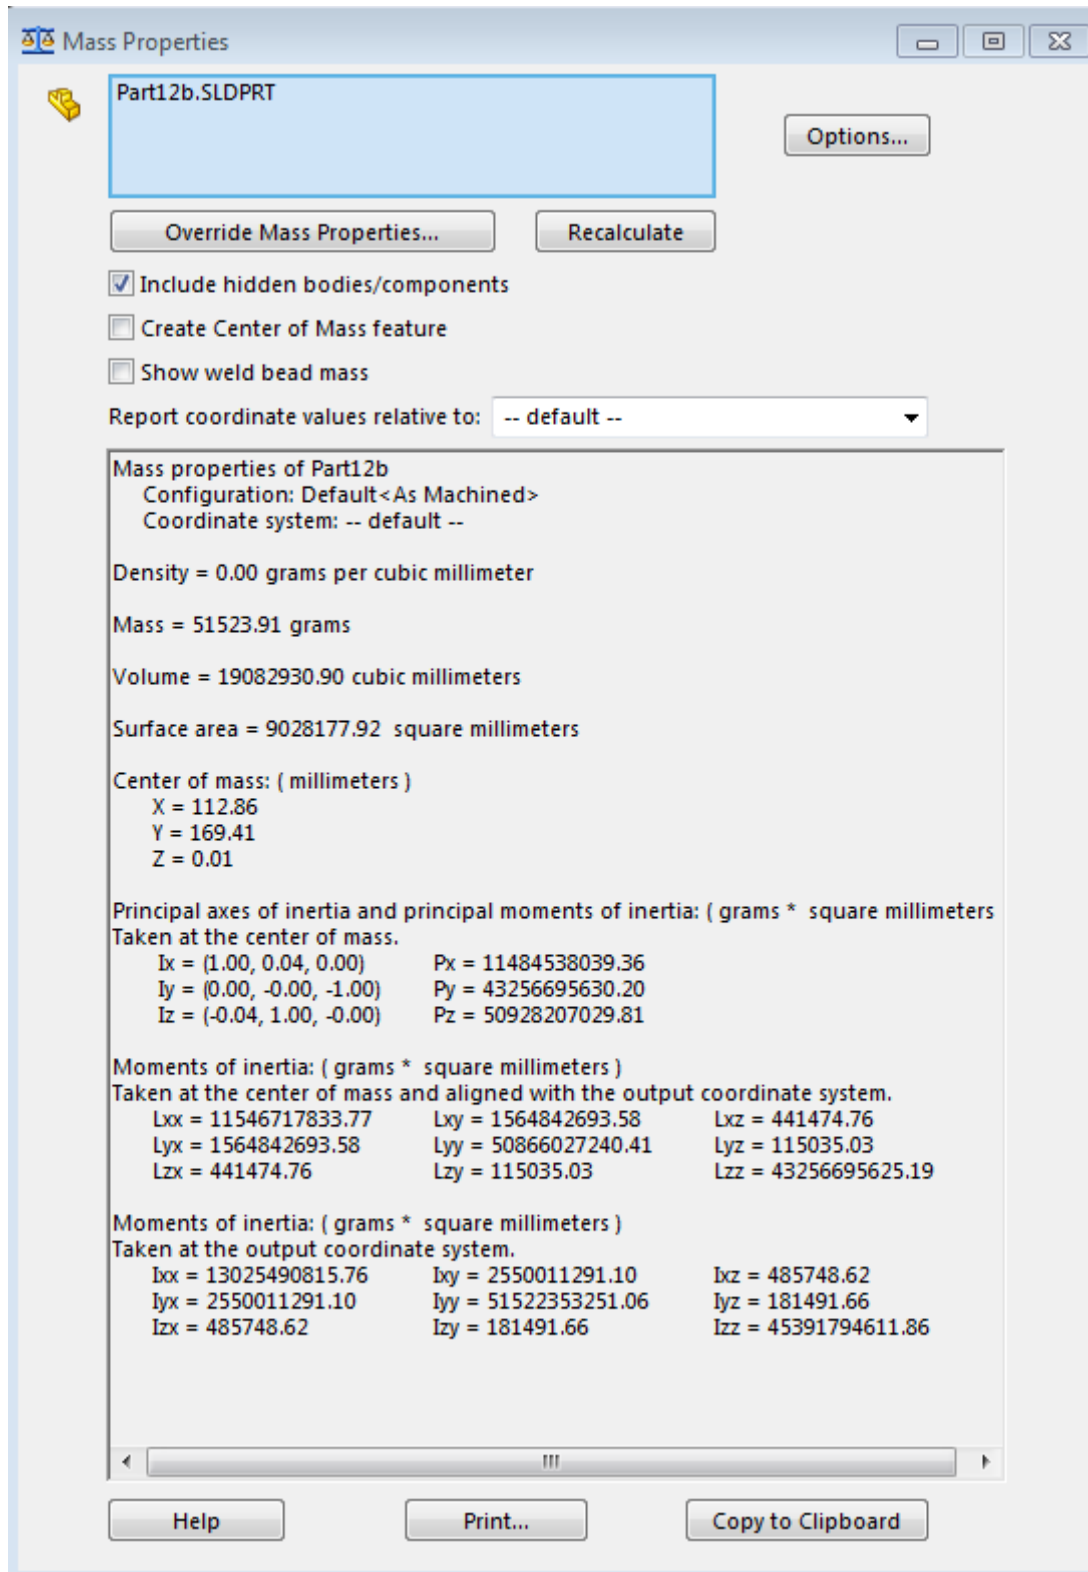 Mass Properties
Part12b.SLDPRT
Options...
Override Mass Properties... Recalculate
Include hidden bodies/components
Create Center of Mass feature
Show weld bead mass
Report coordinate values relative to: -- default --
Mass properties of Part12b
Configuration: Default<As Machined>
Coordinate system: -- default --
Density = 0.00 grams per cubic millimeter
Mass = 51523.91 grams
Volume = 19082930.90 cubic millimeters
Surface area = 9028177.92 square millimeters
Center of mass: ( millimeters )
X = 112.86
Y = 169.41
Z = 0.01
Principal axes of inertia and principal moments of inertia: ( grams * square millimeters
Taken at the center of mass.
Ix = (1.00, 0.04, 0.00) Px = 11484538039.36
Iy = (0.00, -0.00, -1.00) Py = 43256695630.20
Iz = (-0.04, 1.00, -0.00) Pz = 50928207029.81
Moments of inertia: ( grams * square millimeters )
Taken at the center of mass and aligned with the output coordinate system.
Lxx = 11546717833.77 Lxy = 1564842693.58 Lxz = 441474.76
Lyx = 1564842693.58 Lyy = 50866027240.41 Lyz = 115035.03
Lzx = 441474.76 Lzy = 115035.03 Lzz = 43256695625.19
Moments of inertia: ( grams * square millimeters )
Taken at the output coordinate system.
Ixx = 13025490815.76 Ixy = 2550011291.10 Ixz = 485748.62
Iyx = 2550011291.10 Iyy = 51522353251.06 Iyz = 181491.66
Izx = 485748.62 Izy = 181491.66 Izz = 45391794611.86
Help Print... Copy to Clipboard